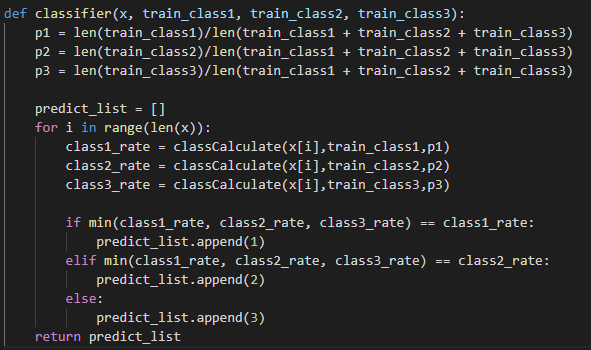 def classifier(x, train_class1, train_class2, train_class3):
    p1 = len(train_class1)/len(train_class1 + train_class2 + train_class3)
    p2 = len(train_class2)/len(train_class1 + train_class2 + train_class3)
    p3 = len(train_class3)/len(train_class1 + train_class2 + train_class3)
    predict_list = []
    for i in range(len(x)):
        class1_rate = classCalculate(x[i],train_class1,p1)
        class2_rate = classCalculate(x[i],train_class2,p2)
        class3_rate = classCalculate(x[i],train_class3,p3)
        if min(class1_rate, class2_rate, class3_rate) == class1_rate:
            predict_list.append(1)
        elif min(class1_rate, class2_rate, class3_rate) == class2_rate:
            predict_list.append(2)
        else:
            predict_list.append(3)
    return predict_list